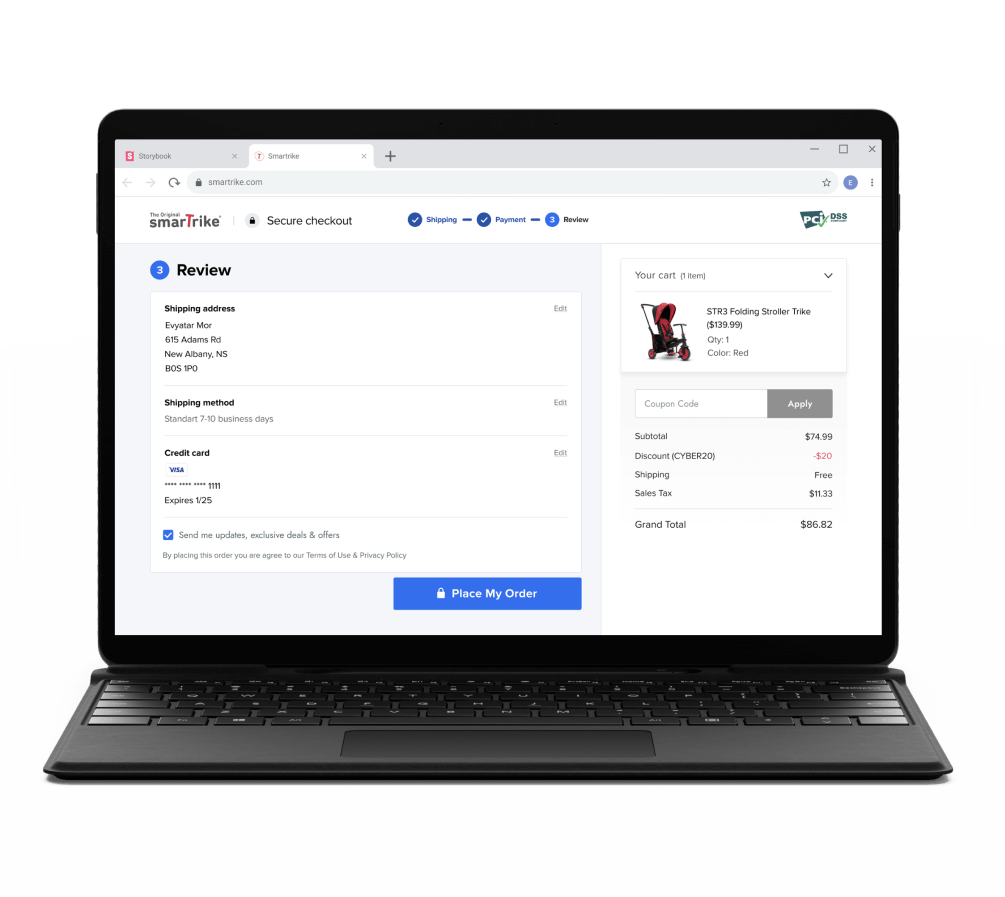 Storybook
Smartrike
smartrike.com
E
The Original
smarTrike
Secure checkout
Shipping
Payment
3
Review
PCI DSS
3 Review
Shipping address
Edit
Evyatar Mor
615 Adams Rd
New Albany, NS
B0S 1P0
Shipping method
Edit
Standart 7-10 business days
Credit card
Edit
VISA
**** **** **** 1111
Expires 1/25
Send me updates, exclusive deals & offers
By placing this order you are agree to our Terms of Use & Privacy Policy
Place My Order
Your cart (1 item)
STR3 Folding Stroller Trike
($139.99)
Qty: 1
Color: Red
Coupon Code
Apply
Subtotal $74.99
Discount (CYBER20) -$20
Shipping Free
Sales Tax $11.33
Grand Total $86.82